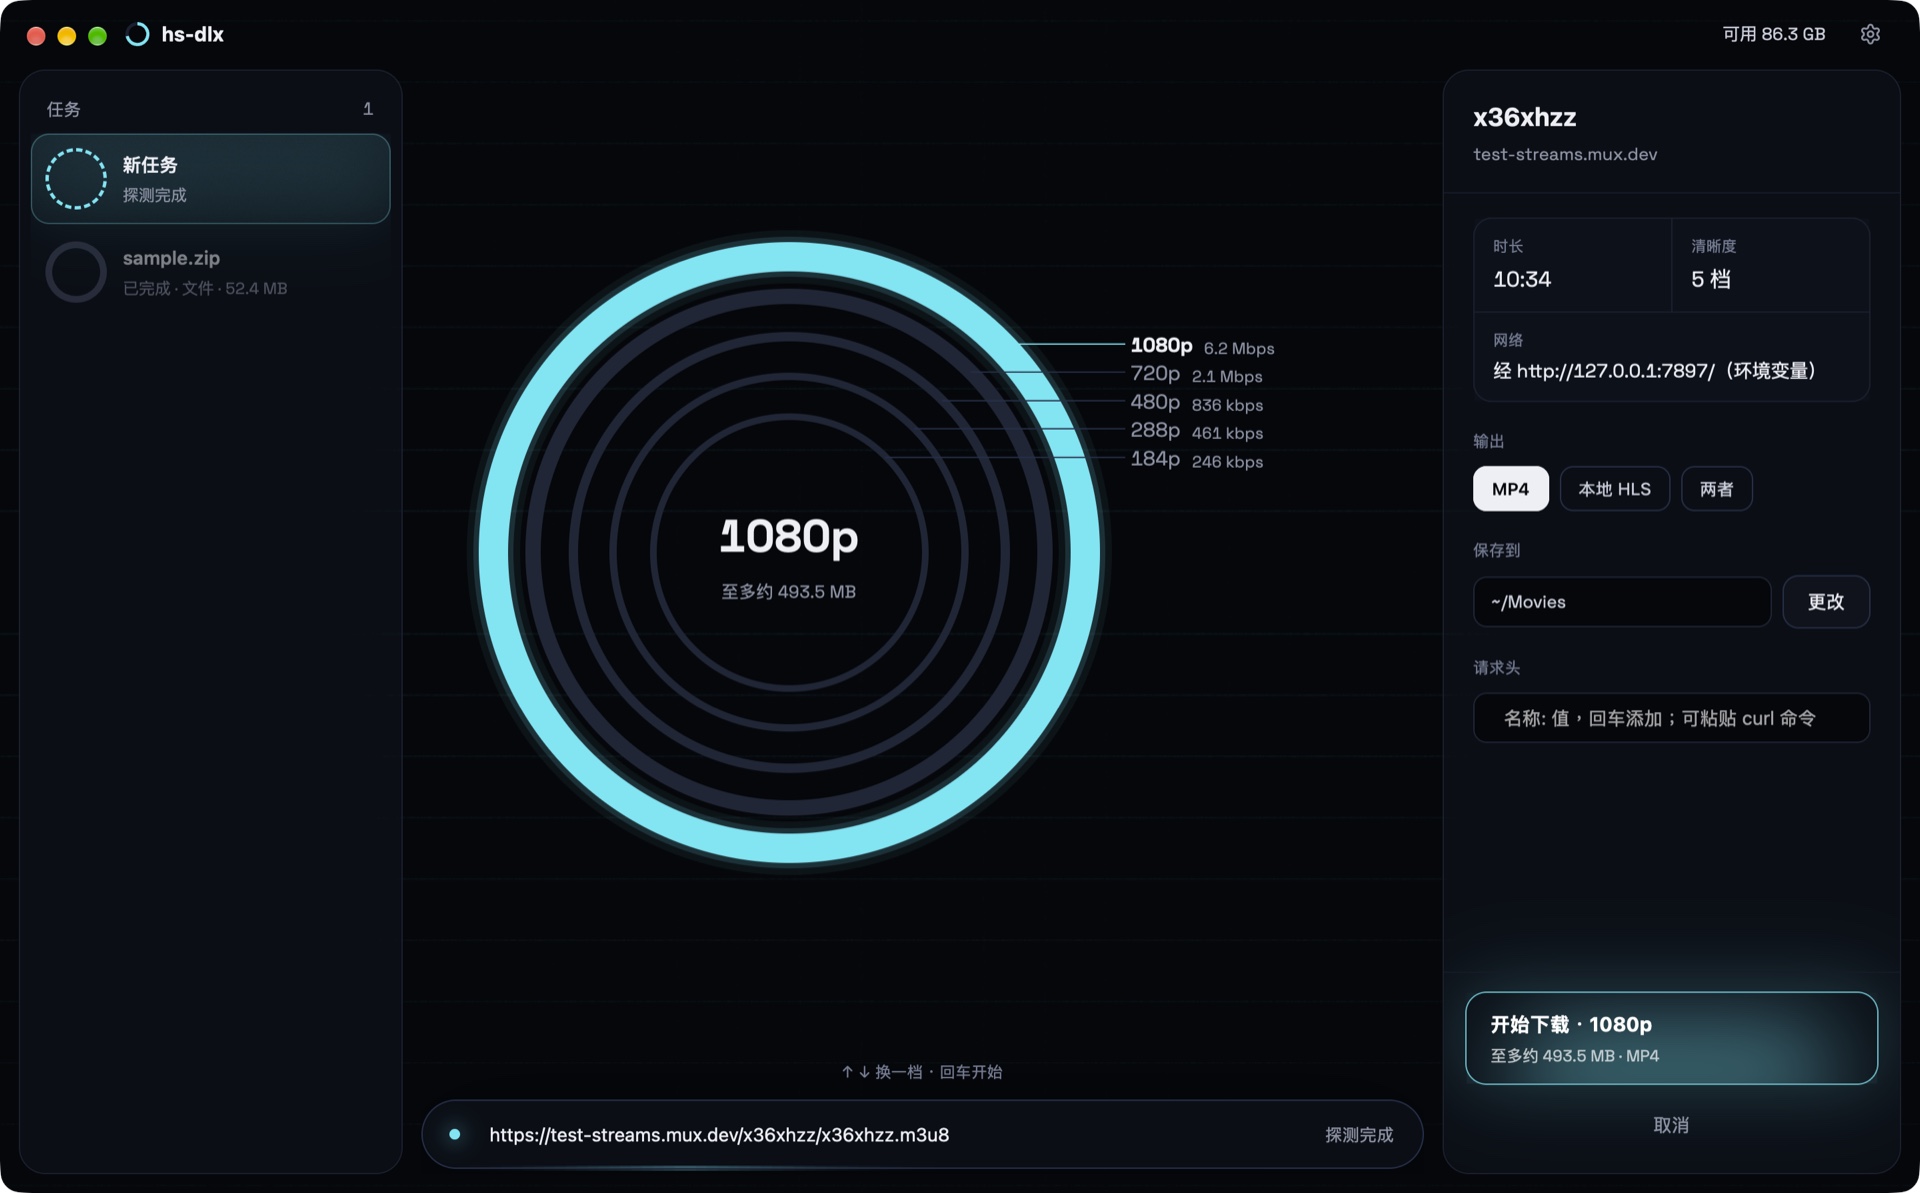 hs-dlx
可用 86.3 GB
任务 1
新任务
探测完成
sample.zip
已完成 · 文件 · 52.4 MB
1080p 6.2 Mbps
720p 2.1 Mbps
480p 836 kbps
288p 461 kbps
184p 246 kbps
1080p
至多约 493.5 MB
↑ ↓ 换一档 · 回车开始
https://test-streams.mux.dev/x36xhzz/x36xhzz.m3u8 探测完成
x36xhzz
test-streams.mux.dev
时长
10:34
清晰度
5 档
网络
经 http://127.0.0.1:7897/（环境变量）
输出
MP4 本地 HLS 两者
保存到
~/Movies 更改
请求头
名称: 值，回车添加；可粘贴 curl 命令
开始下载 · 1080p
至多约 493.5 MB · MP4
取消